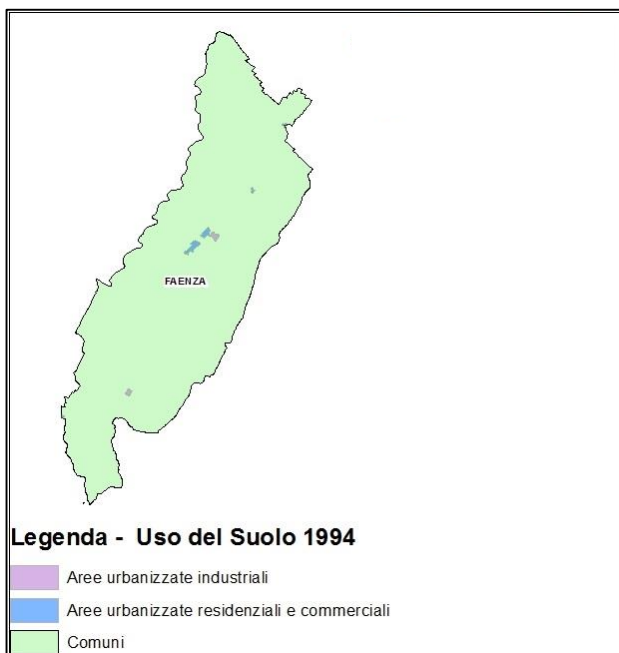 FAENZA
Legenda - Uso del Suolo 1994
Aree urbanizzate industriali
Aree urbanizzate residenziali e commerciali
Comuni